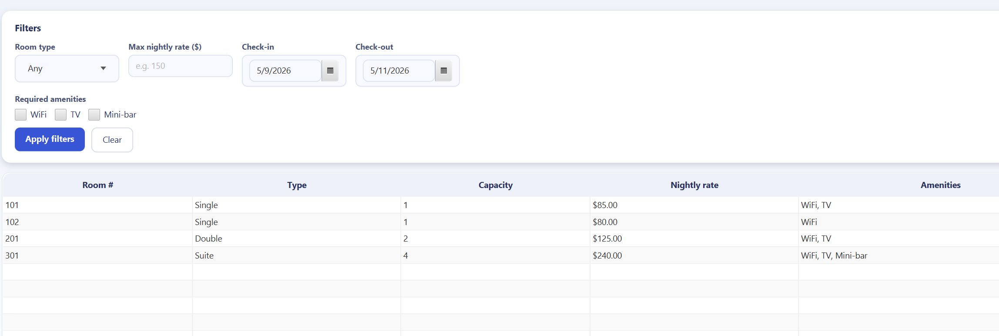 Filters
Room type Max nightly rate ($) Check-in Check-out
Any e.g. 150 5/9/2026 5/11/2026
Required amenities
WiFi TV Mini-bar
Apply filters Clear
Room # Type Capacity Nightly rate Amenities
101 Single 1 $85.00 WiFi, TV
102 Single 1 $80.00 WiFi
201 Double 2 $125.00 WiFi, TV
301 Suite 4 $240.00 WiFi, TV, Mini-bar